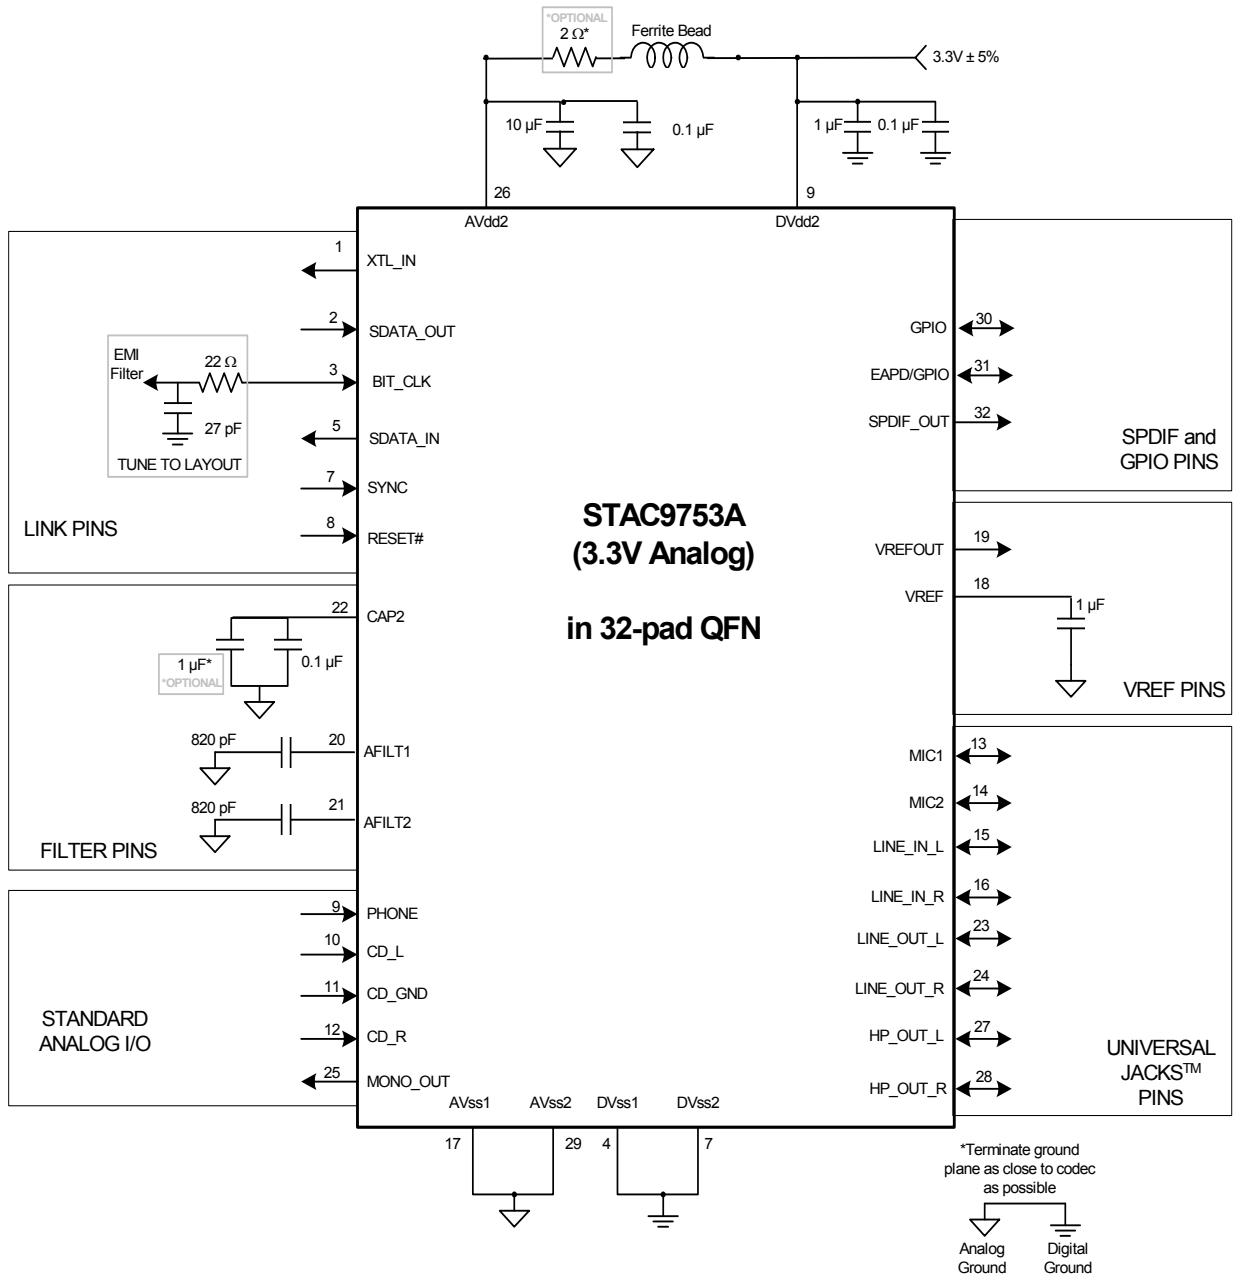 *OPTIONAL
2 Ω*
Ferrite Bead
3.3V ± 5%
10 µF
0.1 µF
1 µF
0.1 µF
26
9
AVdd2
DVdd2
1
XTL_IN
2
SDATA_OUT
EMI
Filter
22 Ω
3
BIT_CLK
27 pF
TUNE TO LAYOUT
5
SDATA_IN
7
SYNC
8
RESET#
LINK PINS
GPIO
30
EAPD/GPIO
31
SPDIF_OUT
32
SPDIF and
GPIO PINS
STAC9753A
(3.3V Analog)
in 32-pad QFN
VREFOUT
19
VREF
18
1 µF
VREF PINS
22
CAP2
1 µF*
*OPTIONAL
0.1 µF
820 pF
20
AFILT1
820 pF
21
AFILT2
FILTER PINS
MIC1
13
MIC2
14
LINE_IN_L
15
LINE_IN_R
16
LINE_OUT_L
23
LINE_OUT_R
24
HP_OUT_L
27
HP_OUT_R
28
UNIVERSAL
JACKS™
PINS
9
PHONE
10
CD_L
11
CD_GND
12
CD_R
25
MONO_OUT
STANDARD
ANALOG I/O
AVss1
AVss2
DVss1
DVss2
17
29
4
7
*Terminate ground
plane as close to codec
as possible
Analog
Ground
Digital
Ground